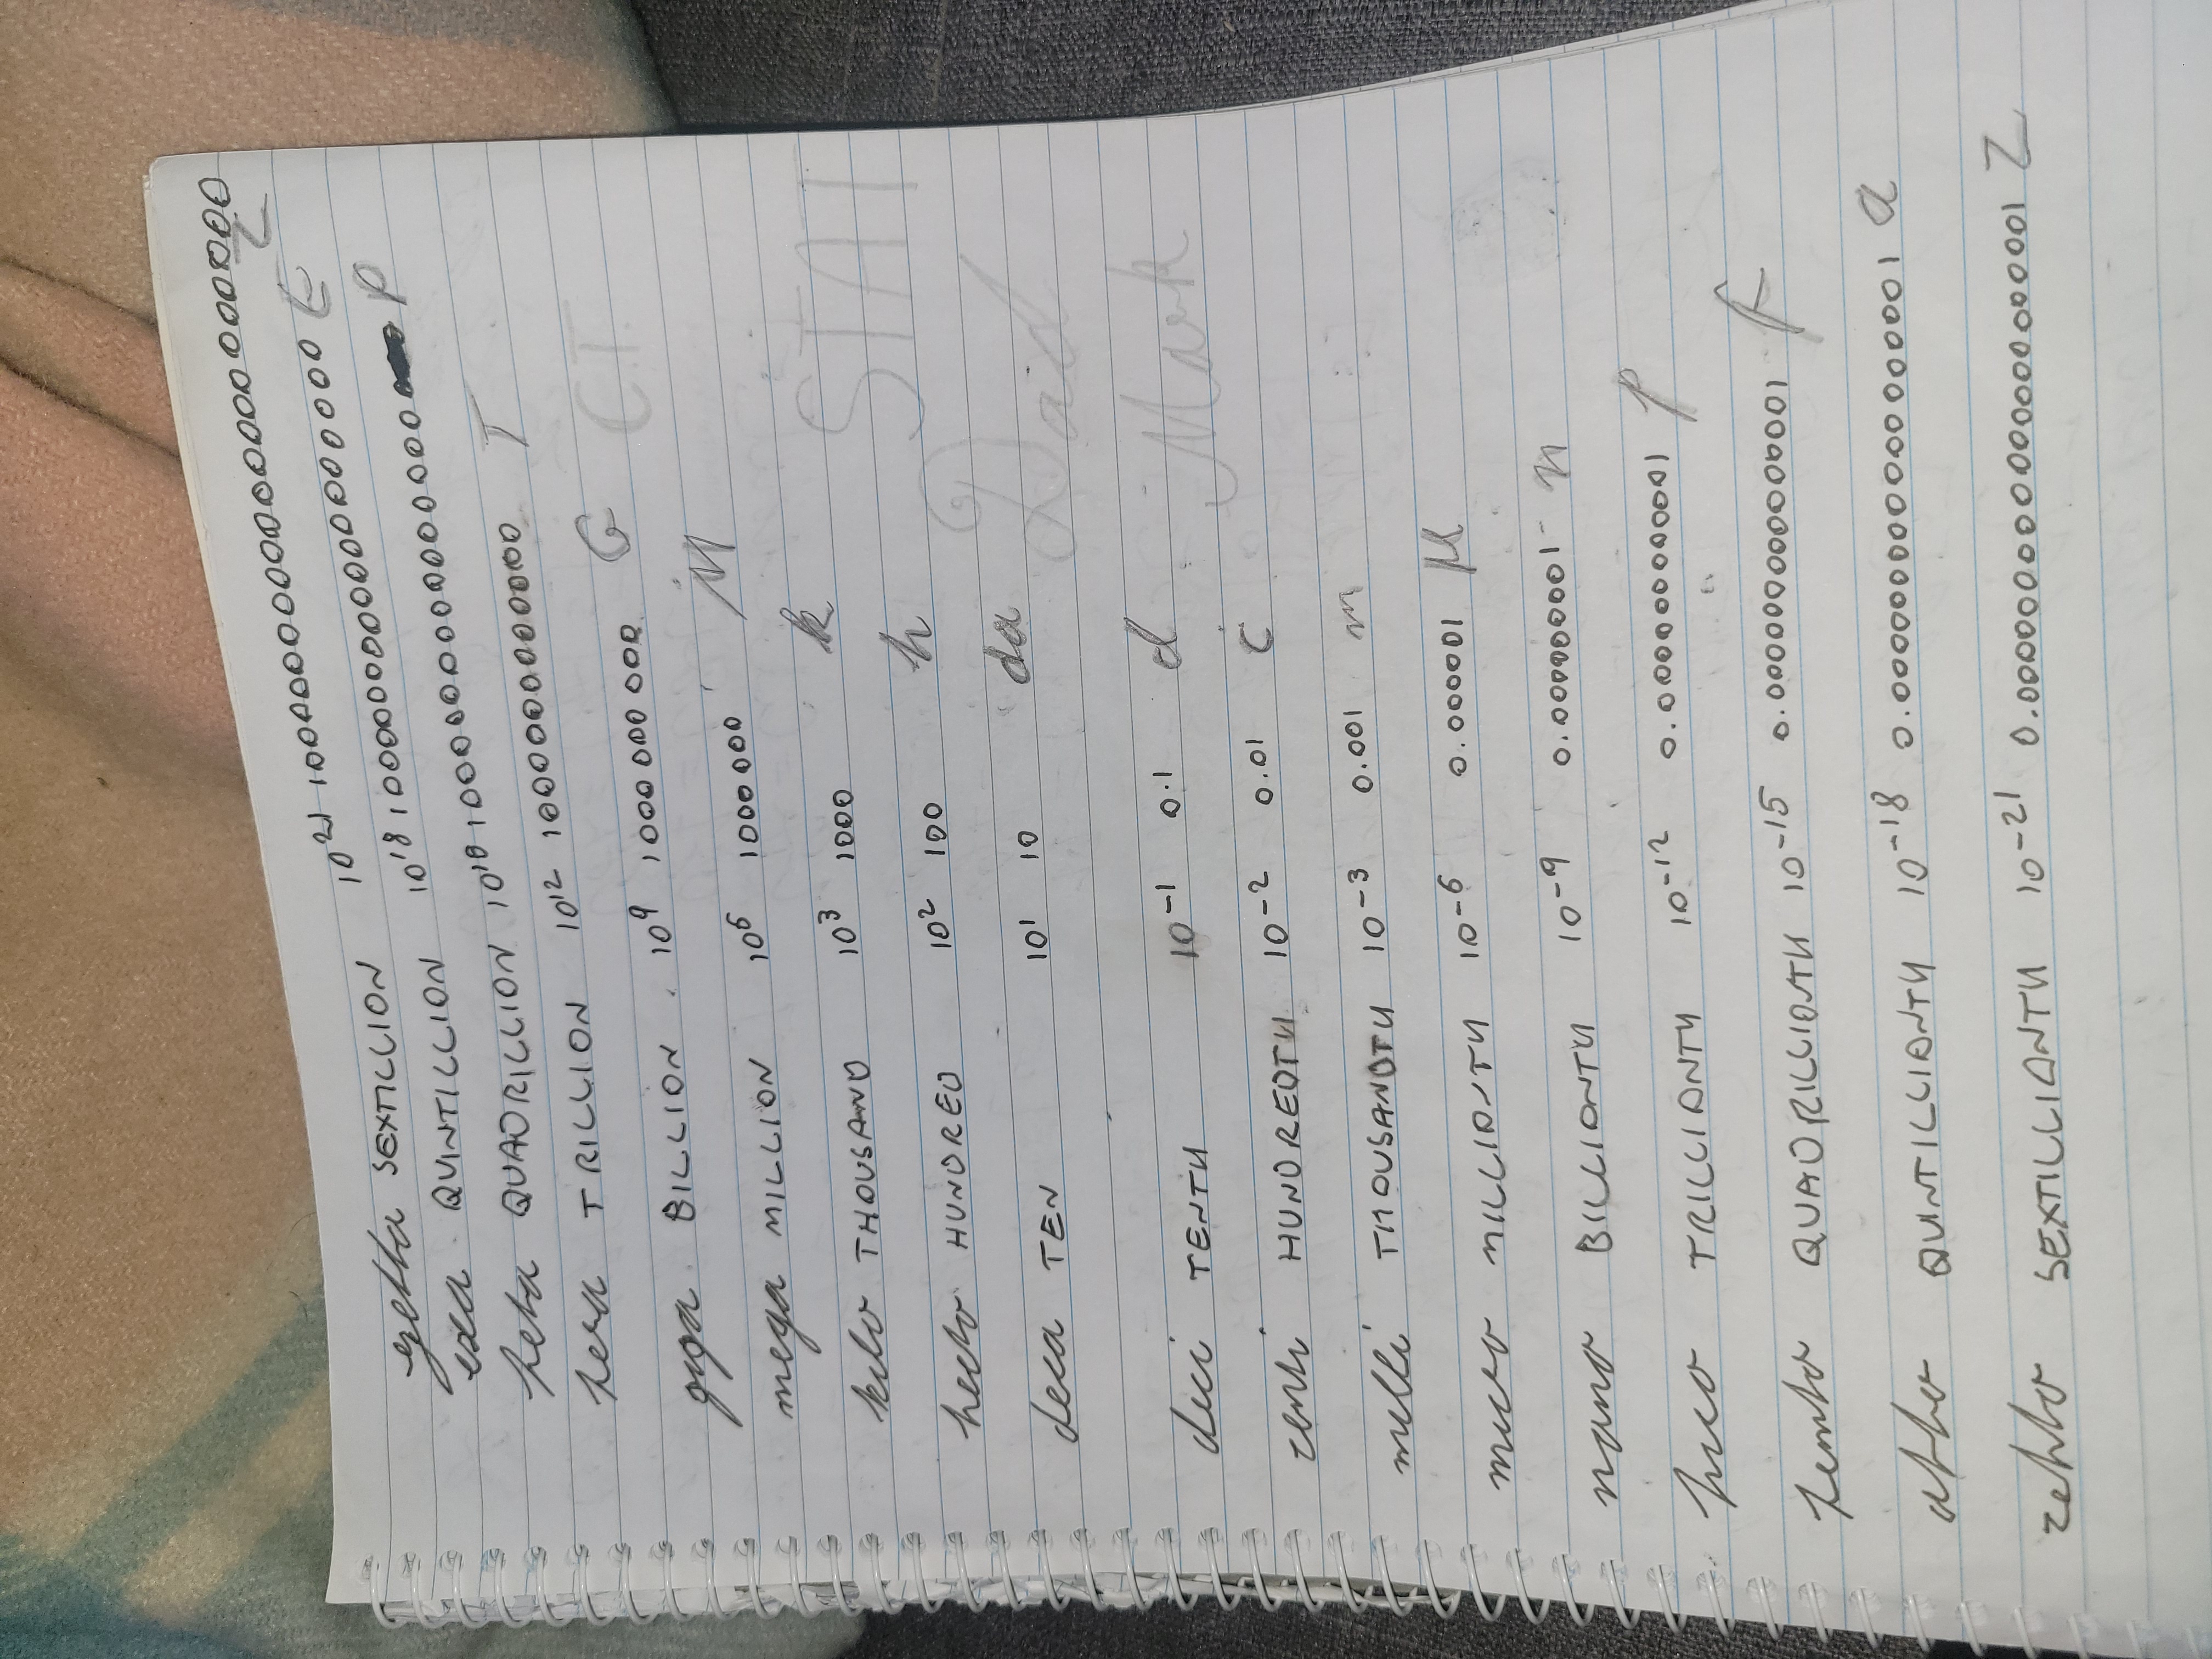 zetta SEXTILLION 10^21 1000000000000000000000 Z
exa QUINTILLION 10^18 1000000000000000000 E
peta QUADRILLION 10^18 1000000000000000 P
tera TRILLION 10^12 1000000000000 T
giga BILLION 10^9 1000 000 000 G C.T.
mega MILLION 10^6 1000000 M
kilo THOUSAND 10^3 1000 k STAT
hecto HUNDRED 10^2 100 h
deca TEN 10^1 10 da Dad
deci TENTH 10^-1 0.1 d Mark
centi HUNDREDTH 10^-2 0.01 c
milli THOUSANDTH 10^-3 0.001 m
micro MILLIONTH 10^-6 0.000001 μ
nano BILLIONTH 10^-9 0.000000001 n
pico TRILLIONTH 10^-12 0.000000000001 p
femto QUADRILLIONTH 10^-15 0.000000000000001 f
atto QUINTILLIONTH 10^-18 0.000000000000000001 a
zepto SEXTILLIONTH 10^-21 0.000000000000000000001 Z